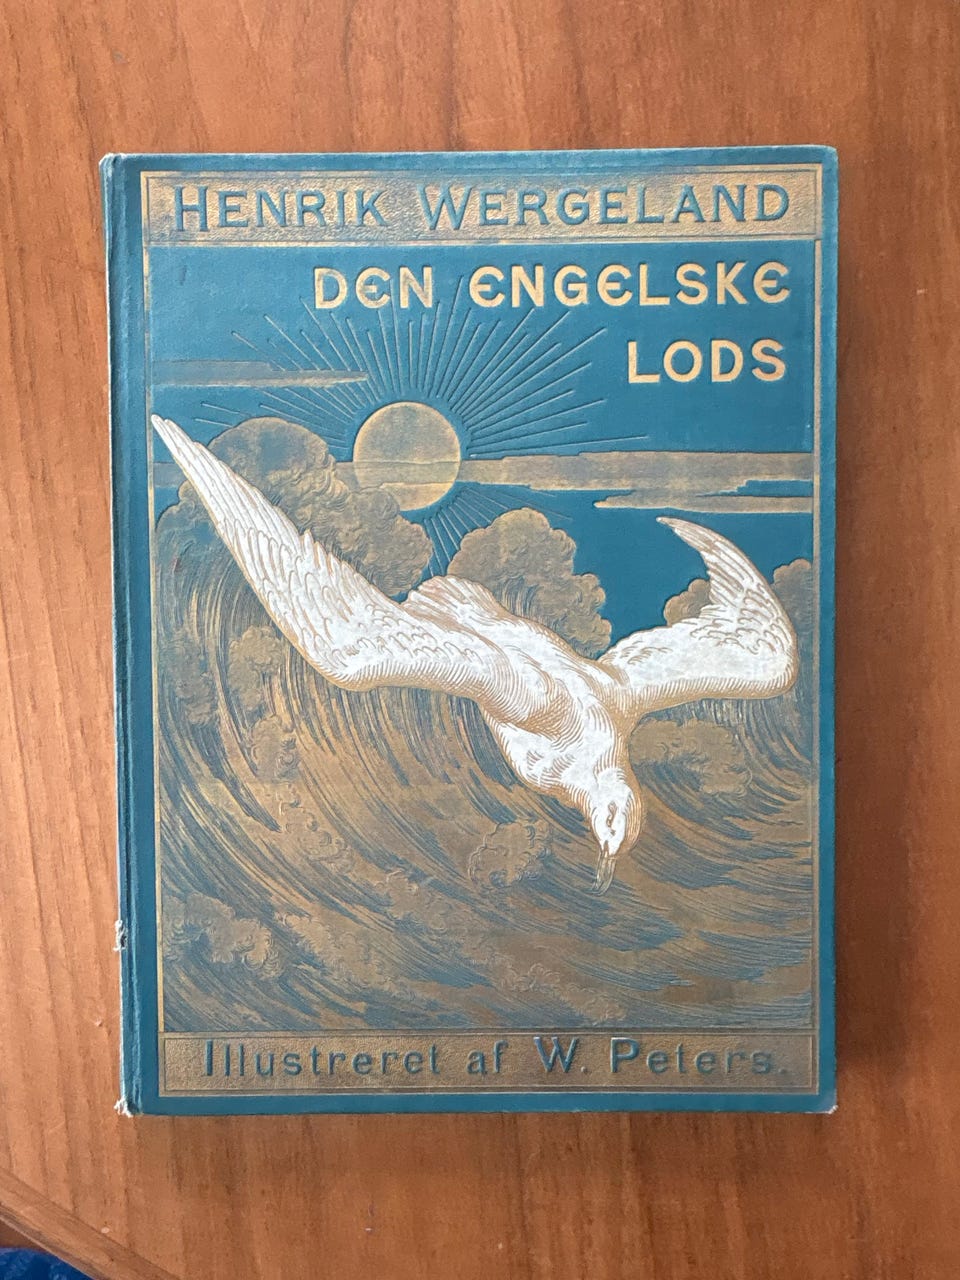 HENRIK WERGELAND
DEN ENGELSKE
LODS
Illustreret af W. Peters.